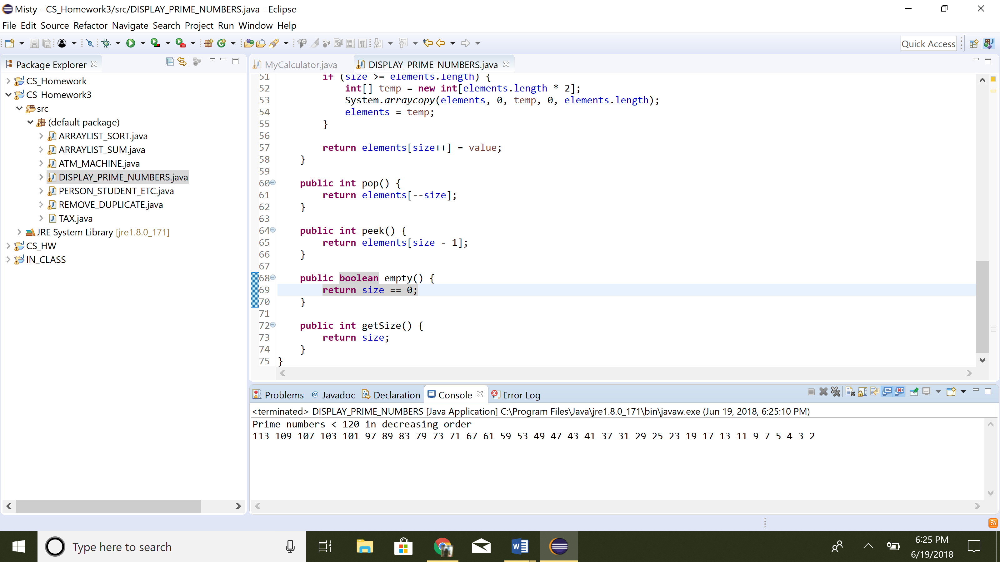 Misty - CS_Homework3/src/DISPLAY_PRIME_NUMBERS.java - Eclipse
File Edit Source Refactor Navigate Search Project Run Window Help
Quick Access
Package Explorer
CS_Homework
CS_Homework3
src
(default package)
ARRAYLIST_SORT.java
ARRAYLIST_SUM.java
ATM_MACHINE.java
DISPLAY_PRIME_NUMBERS.java
PERSON_STUDENT_ETC.java
REMOVE_DUPLICATE.java
TAX.java
JRE System Library [jre1.8.0_171]
CS_HW
IN_CLASS
MyCalculator.java DISPLAY_PRIME_NUMBERS.java
51 if (size >= elements.length) {
52 int[] temp = new int[elements.length * 2];
53 System.arraycopy(elements, 0, temp, 0, elements.length);
54 elements = temp;
55 }
56
57 return elements[size++] = value;
58 }
59
60 public int pop() {
61 return elements[--size];
62 }
63
64 public int peek() {
65 return elements[size - 1];
66 }
67
68 public boolean empty() {
69 return size == 0;
70 }
71
72 public int getSize() {
73 return size;
74 }
75 }
Problems @ Javadoc Declaration Console Error Log
<terminated> DISPLAY_PRIME_NUMBERS [Java Application] C:\Program Files\Java\jre1.8.0_171\bin\javaw.exe (Jun 19, 2018, 6:25:10 PM)
Prime numbers < 120 in decreasing order
113 109 107 103 101 97 89 83 79 73 71 67 61 59 53 49 47 43 41 37 31 29 25 23 19 17 13 11 9 7 5 4 3 2
Type here to search
6:25 PM
6/19/2018